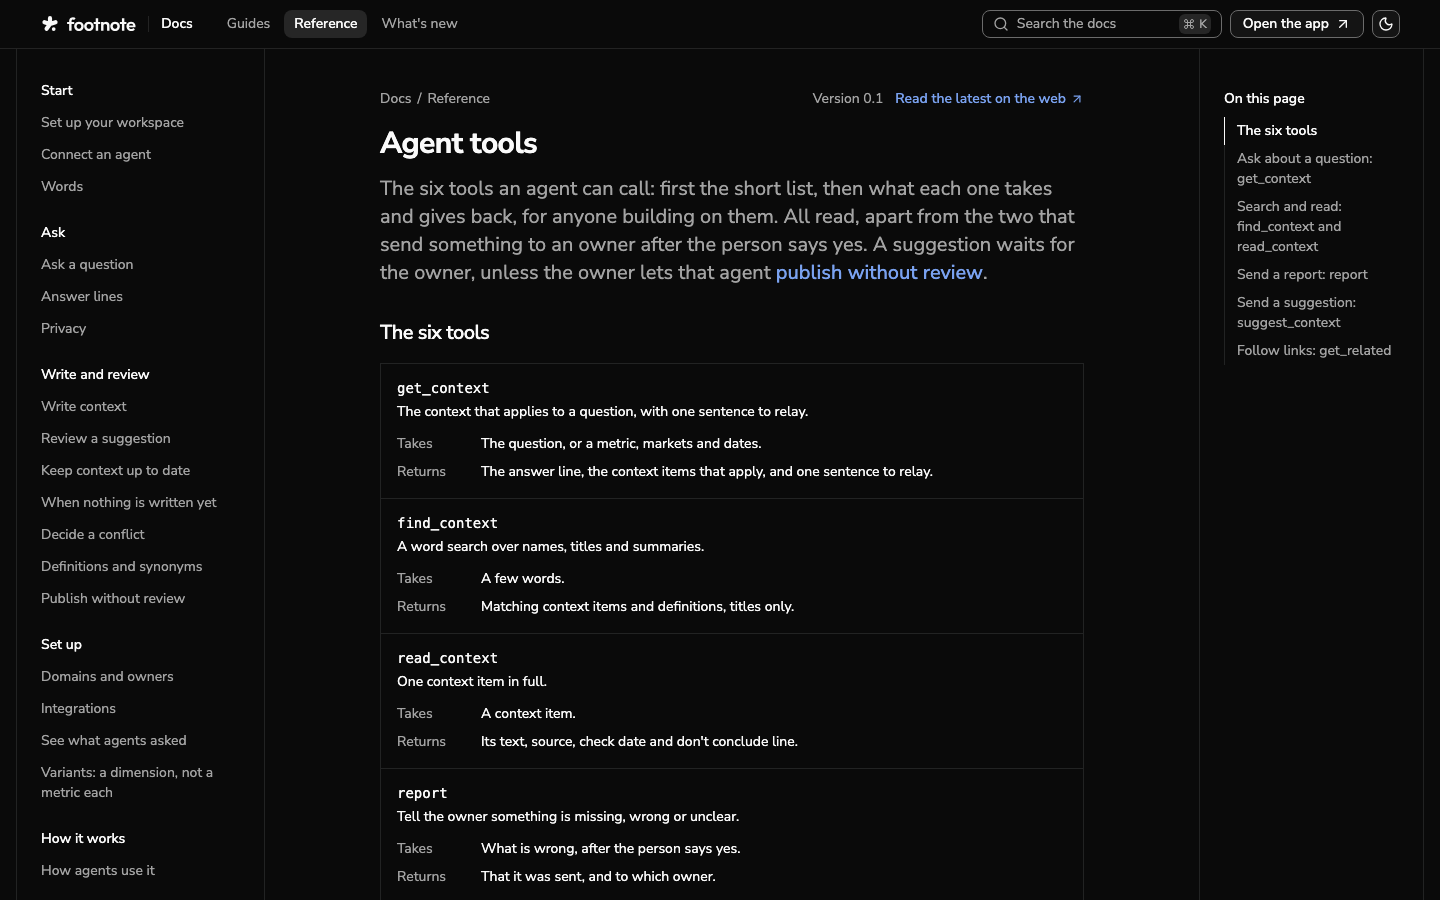 footnote
Docs
Guides
Reference
What's new
Search the docs
⌘ K
Open the app
Start
Set up your workspace
Connect an agent
Words
Ask
Ask a question
Answer lines
Privacy
Write and review
Write context
Review a suggestion
Keep context up to date
When nothing is written yet
Decide a conflict
Definitions and synonyms
Publish without review
Set up
Domains and owners
Integrations
See what agents asked
Variants: a dimension, not a
metric each
How it works
How agents use it
Docs / Reference
Version 0.1
Read the latest on the web
Agent tools
The six tools an agent can call: first the short list, then what each one takes
and gives back, for anyone building on them. All read, apart from the two that
send something to an owner after the person says yes. A suggestion waits for
the owner, unless the owner lets that agent publish without review.
The six tools
get_context
The context that applies to a question, with one sentence to relay.
Takes The question, or a metric, markets and dates.
Returns The answer line, the context items that apply, and one sentence to relay.
find_context
A word search over names, titles and summaries.
Takes A few words.
Returns Matching context items and definitions, titles only.
read_context
One context item in full.
Takes A context item.
Returns Its text, source, check date and don't conclude line.
report
Tell the owner something is missing, wrong or unclear.
Takes What is wrong, after the person says yes.
Returns That it was sent, and to which owner.
On this page
The six tools
Ask about a question:
get_context
Search and read:
find_context and
read_context
Send a report: report
Send a suggestion:
suggest_context
Follow links: get_related